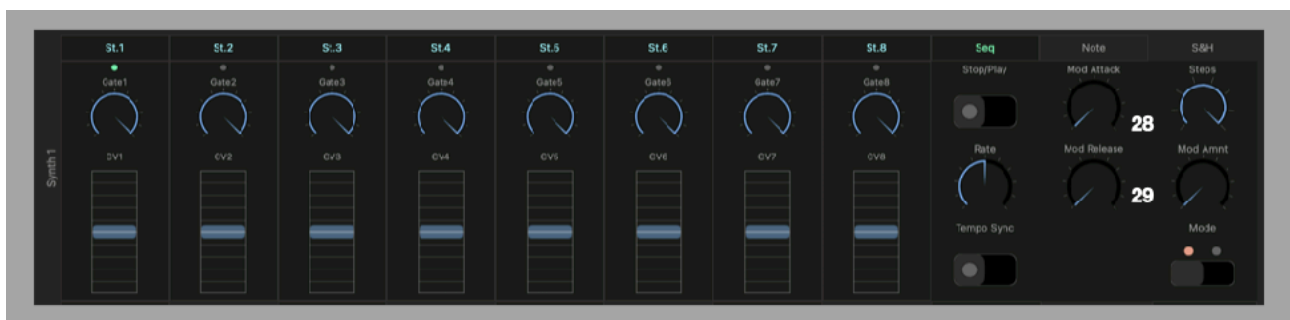 St.1 St.2 St.3 St.4 St.5 St.6 St.7 St.8 Seq Note S&H
Gate1 Gate2 Gate3 Gate4 Gate5 Gate6 Gate7 Gate8 Stop/Play Mod Attack Steps
28
CV1 CV2 CV3 CV4 CV5 CV6 CV7 CV8 Rate Mod Release Mod Amnt
Synth 1
29
Tempo Sync Mode